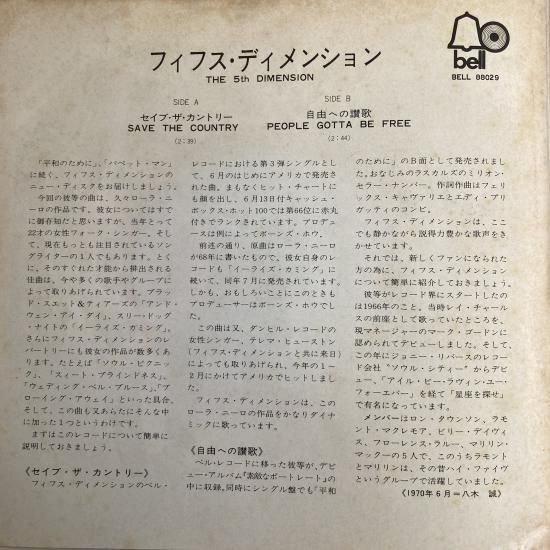 フィフス・ディメンション
THE 5th DIMENSION
bell
BELL 88029
SIDE A
セイブ・ザ・カントリー
SAVE THE COUNTRY
(2:39)
SIDE B
自由への讃歌
PEOPLE GOTTA BE FREE
(2:44)
「平和のために」、「パペット・マン」
に続く、フィフス・ディメンションの
ニュー・ディスクをお届けしましょう。
今回の彼等の曲は、久々ローラ・ニ
ーロの作品です。彼女についてはすで
に御存知だと思いますが、当年とって
22才の女性フォーク・シンガー。そし
て、現在もっとも注目されているソン
グライターの1人でもあります。とく
に、そのすぐれた才能から排出される
佳曲は、今や多くの歌手やグループに
よって取りあげられています。ブラッ
ド・スエット&ティアーズの「アンド・
ウェン・アイ・ダイ」、スリー・ドッグ
・ナイトの「イーライズ・カミング」、
さらにフィフス・ディメンションのレ
パートリーにも彼女の作品が数多くあ
ります。たとえば「ソウル・ピクニッ
ク」、「スィート・ブラインドネス」、
「ウェディング・ベル・ブルース」、「ブ
ローイング・アウェイ」といった具合、
そして、この曲も又あらたにそんな中
に加った1つというわけです。
まずはこのレコードについて簡単に
説明しておきましょう。
《セイブ・ザ・カントリー》
フィフス・ディメンションのベル・
レコードにおける第3弾シングルとし
て、6月のはじめにアメリカで発売さ
れた曲。まもなくヒット・チャートに
も顔を出し、6月13日付キャッシュ・
ボックス・ホット100では第66位に赤丸
付きでランクされています。プロデュ
ースは例によってボーンズ・ホウ。
前述の通り、原曲はローラ・ニーロ
が68年に書いたもので、彼女自身のレ
コードも「イーライズ・カミング」に
続いて、同年7月に発売されています。
しかも、おもしろいことにこのときも
プロデューサーはボーンズ・ホウでし
た。
この曲は又、ダンヒル・レコードの
女性シンガー、テレマ・ヒューストン
(フィフス・ディメンションと共に来日)
によっても取りあげられ、今年の1〜
2月にかけてアメリカでヒットしまし
た。
フィフス・ディメンションは、この
ローラ・ニーロの作品をかなりダイナ
ミックに歌っています。
《自由への讃歌》
ベル・レコードに移った彼等が、デビ
ュー・アルバム「素敵なポートレート」の
中に収録。同時にシングル盤でも「平和
のために」のB面として発売されまし
た。おなじみのラスカルズのミリオン・
セラー・ナンバー。作詞作曲はフェリ
ックス・キャヴァリエとエディ・ブリ
ガッティのコンビ。
フィフス・ディメンションは、ここ
でも静かながら説得力豊かな歌声をき
かせています。
それでは、新しくファンになられた
方の為に、フィフス・ディメンション
について簡単に紹介しておきましょう。
彼等がレコード界にスタートしたの
は1966年のこと。当時レイ・チャール
スの前座として歌っていたところを、
現マネージャーのマーク・ゴードンに
認められてデビューしました。そして、
この年にジョニー・リバースのレコー
ド会社"ソウル・シティー"からデビ
ュー、「アイル・ビー・ラヴィン・ユー・
フォーエバー」を経て「星座を探せ」
で有名になっています。
メンバーはロン・タウンソン、ラモ
ント・マクレモア、ビリー・デイヴィ
ス、フローレンス・ラルー、マリリン・
マックーの5人で、このうちラモント
とマリリンは、その昔ハイ・ファイヴ
というグループで活躍していました。
《1970年6月=八木 誠》